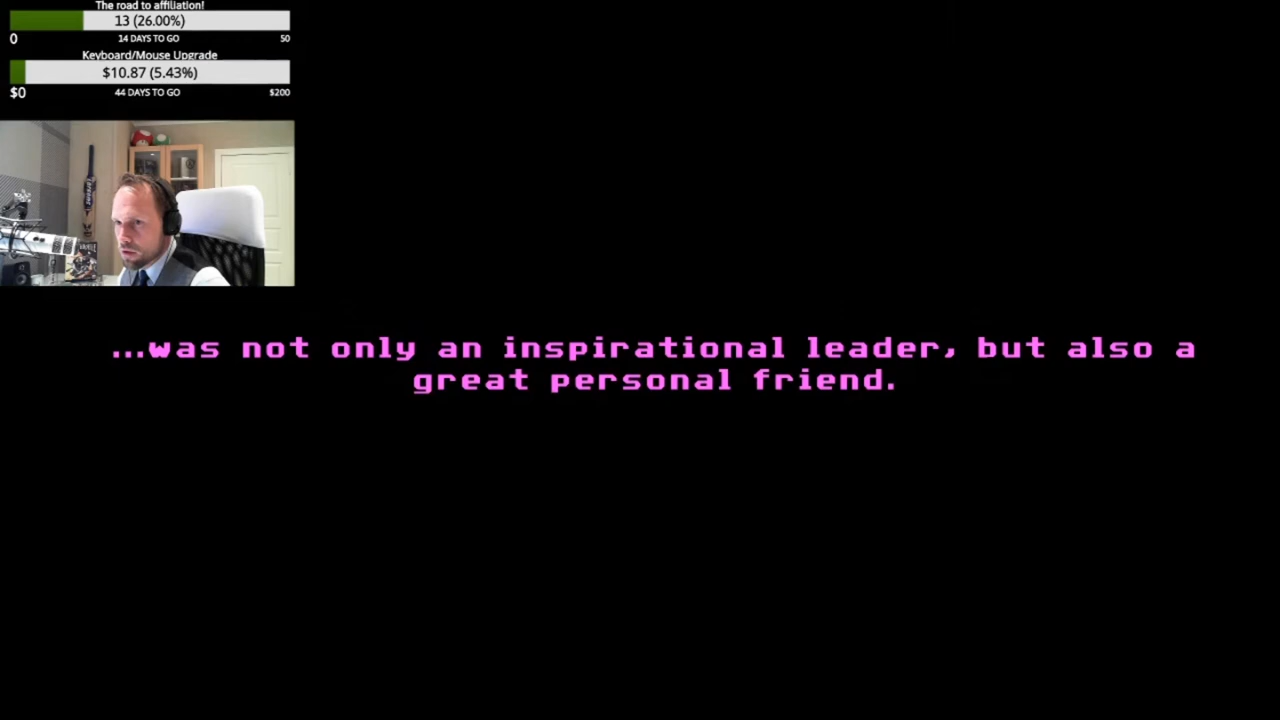 The road to affiliation!
13 (26.00%)
0 14 DAYS TO GO 50
Keyboard/Mouse Upgrade
$10.87 (5.43%)
$0 44 DAYS TO GO $200
...was not only an inspirational leader, but also a
great personal friend.